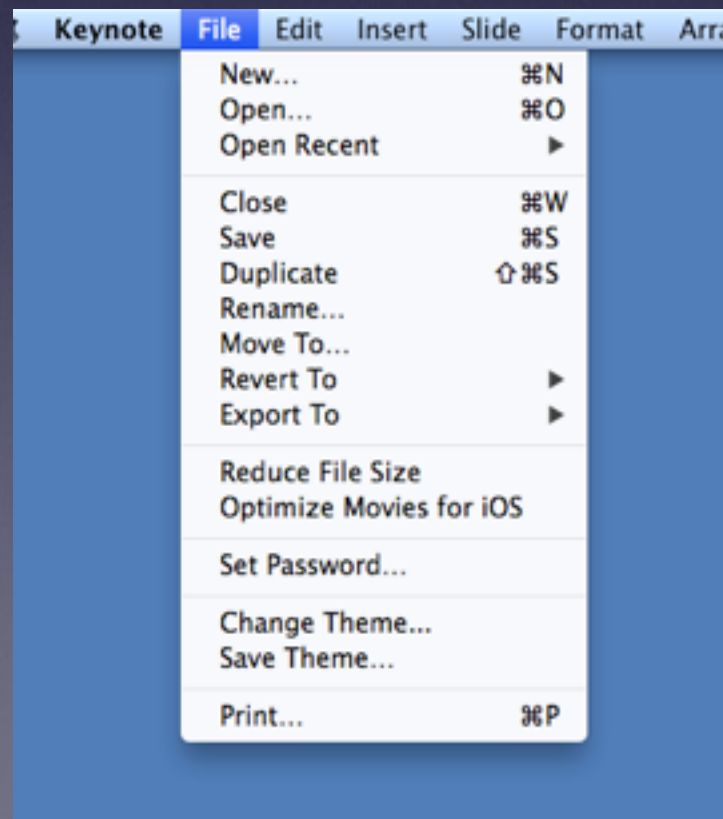 Keynote File Edit Insert Slide Format Arra
New... ⌘N
Open... ⌘O
Open Recent ▶
Close ⌘W
Save ⌘S
Duplicate ⇧⌘S
Rename...
Move To...
Revert To ▶
Export To ▶
Reduce File Size
Optimize Movies for iOS
Set Password...
Change Theme...
Save Theme...
Print... ⌘P